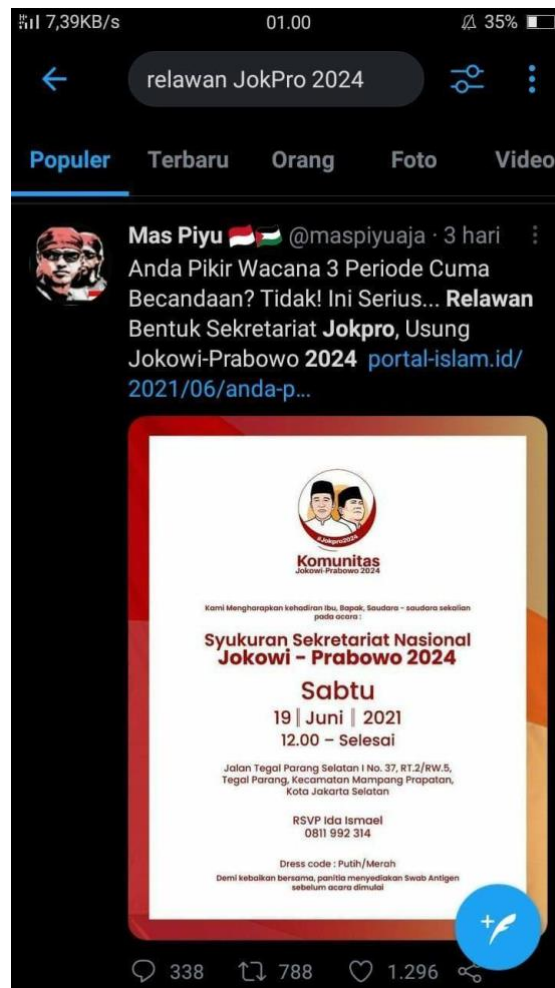 7,39KB/s 01.00 35%
relawan JokPro 2024
Populer Terbaru Orang Foto Video
Mas Piyu @maspiyuaja · 3 hari
Anda Pikir Wacana 3 Periode Cuma
Becandaan? Tidak! Ini Serius... Relawan
Bentuk Sekretariat Jokpro, Usung
Jokowi-Prabowo 2024 portal-islam.id/
2021/06/anda-p...
#Jokpro2024
Komunitas
Jokowi-Prabowo 2024
Kami Mengharapkan kehadiran Ibu, Bapak, Saudara - saudara sekalian
pada acara :
Syukuran Sekretariat Nasional
Jokowi - Prabowo 2024
Sabtu
19 || Juni || 2021
12.00 – Selesai
Jalan Tegal Parang Selatan I No. 37, RT.2/RW.5,
Tegal Parang, Kecamatan Mampang Prapatan,
Kota Jakarta Selatan
RSVP Ida Ismael
0811 992 314
Dress code : Putih/Merah
Demi kebaikan bersama, panitia menyediakan Swab Antigen
sebelum acara dimulai
338 788 1.296